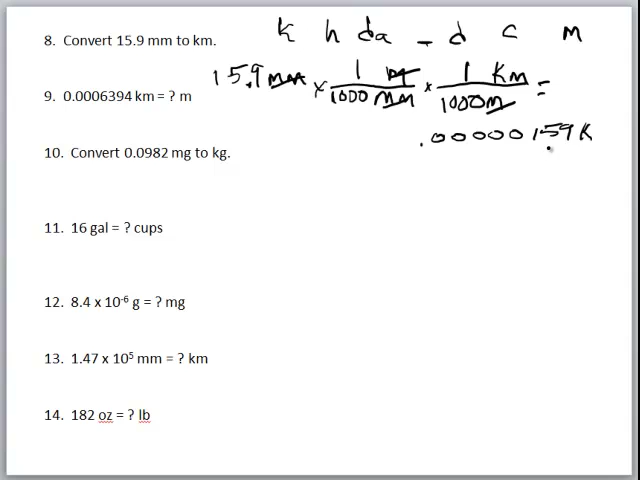 k h da _ d c m
8. Convert 15.9 mm to km.
15.9 mm × 1 m / 1000 mm × 1 Km / 1000 m =
9. 0.0006394 km = ? m
.0000015.9 K
10. Convert 0.0982 mg to kg.
11. 16 gal = ? cups
12. 8.4 x 10⁻⁶ g = ? mg
13. 1.47 x 10⁵ mm = ? km
14. 182 oz = ? lb